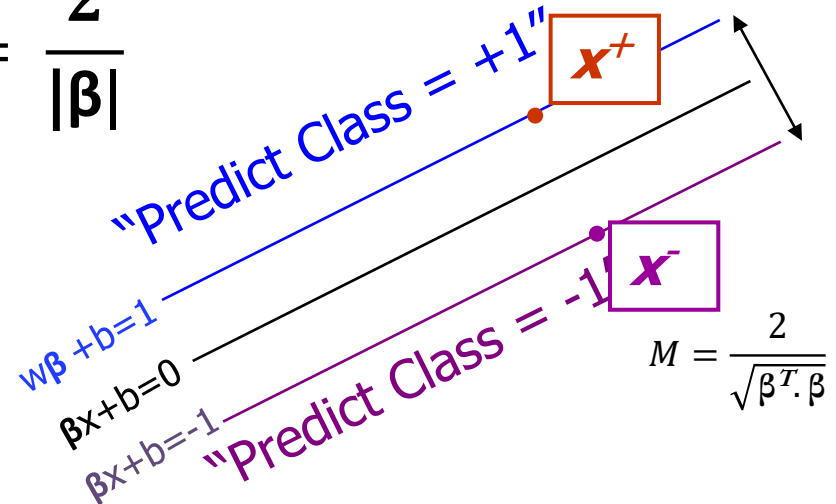 = 2 / |β|
“Predict Class = +1”
x⁺
wβ +b=1
βx+b=0
βx+b=-1
“Predict Class = -1”
x⁻
M = 2 / √(βᵀ. β)